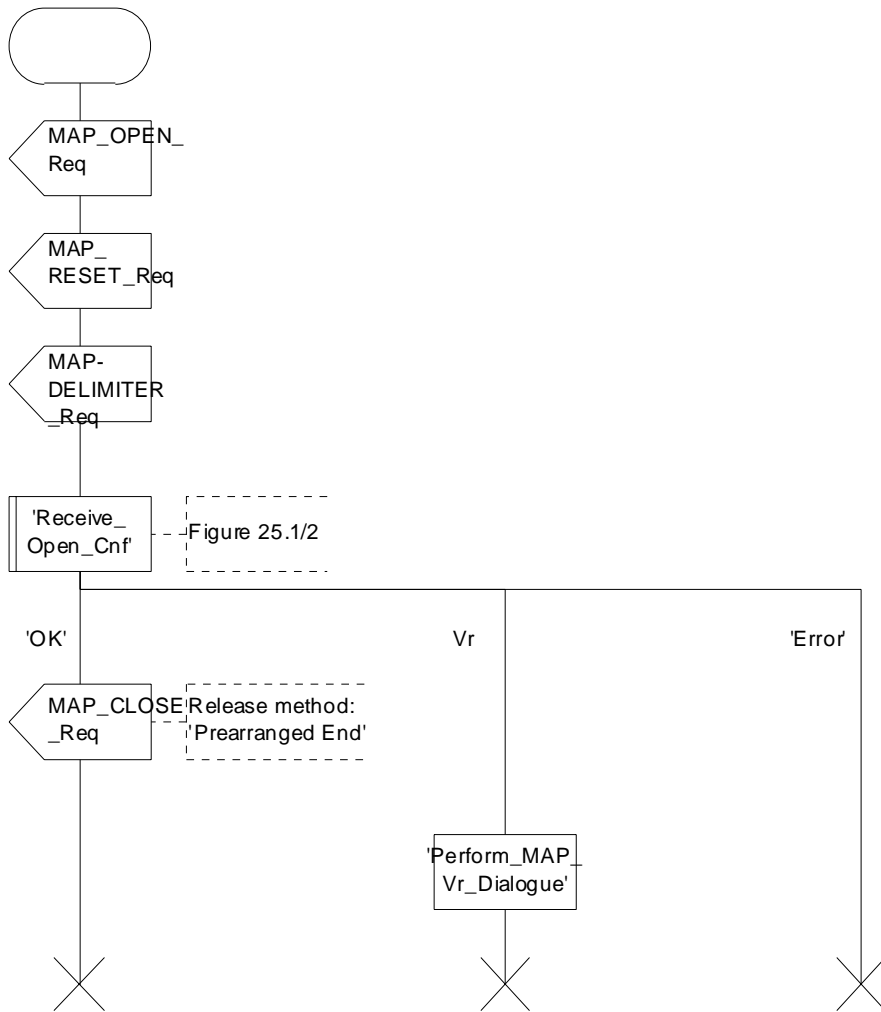 MAP_OPEN_
Req
MAP_
RESET_Req
MAP-
DELIMITER
_Req
'Receive_
Open_Cnf'
Figure 25.1/2
'OK'
Vr
'Error'
MAP_CLOSE
_Req
Release method:
'Prearranged End'
'Perform_MAP_
Vr_Dialogue'